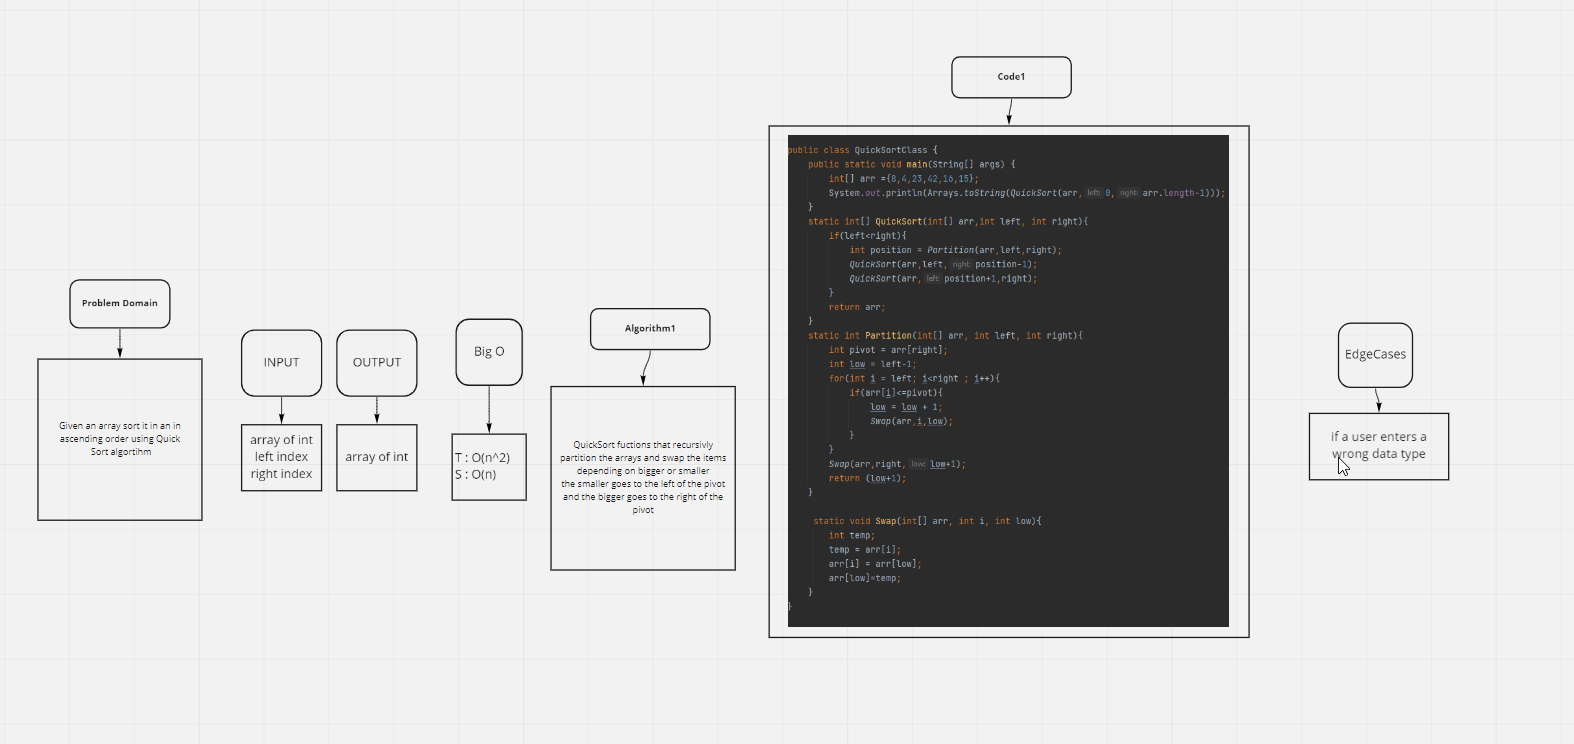 Problem Domain
Given an array sort it in an in
ascending order using Quick
Sort algortihm
INPUT
array of int
left index
right index
OUTPUT
array of int
Big O
T : O(n^2)
S : O(n)
Algorithm1
QuickSort fuctions that recursivly
partition the arrays and swap the items
depending on bigger or smaller
the smaller goes to the left of the pivot
and the bigger goes to the right of the
pivot
Code1
public class QuickSortClass {
public static void main(String[] args) {
int[] arr ={8,4,23,42,16,15};
System.out.println(Arrays.toString(QuickSort(arr, left: 0, right: arr.length-1)));
}
static int[] QuickSort(int[] arr,int left, int right){
if(left<right){
int position = Partition(arr,left,right);
QuickSort(arr,left, right: position-1);
QuickSort(arr, left: position+1,right);
}
return arr;
}
static int Partition(int[] arr, int left, int right){
int pivot = arr[right];
int low = left-1;
for(int i = left; i<right ; i++){
if(arr[i]<=pivot){
low = low + 1;
Swap(arr,i,low);
}
}
Swap(arr,right, low: low+1);
return (low+1);
}
static void Swap(int[] arr, int i, int low){
int temp;
temp = arr[i];
arr[i] = arr[low];
arr[low]=temp;
}
}
EdgeCases
if a user enters a
wrong data type